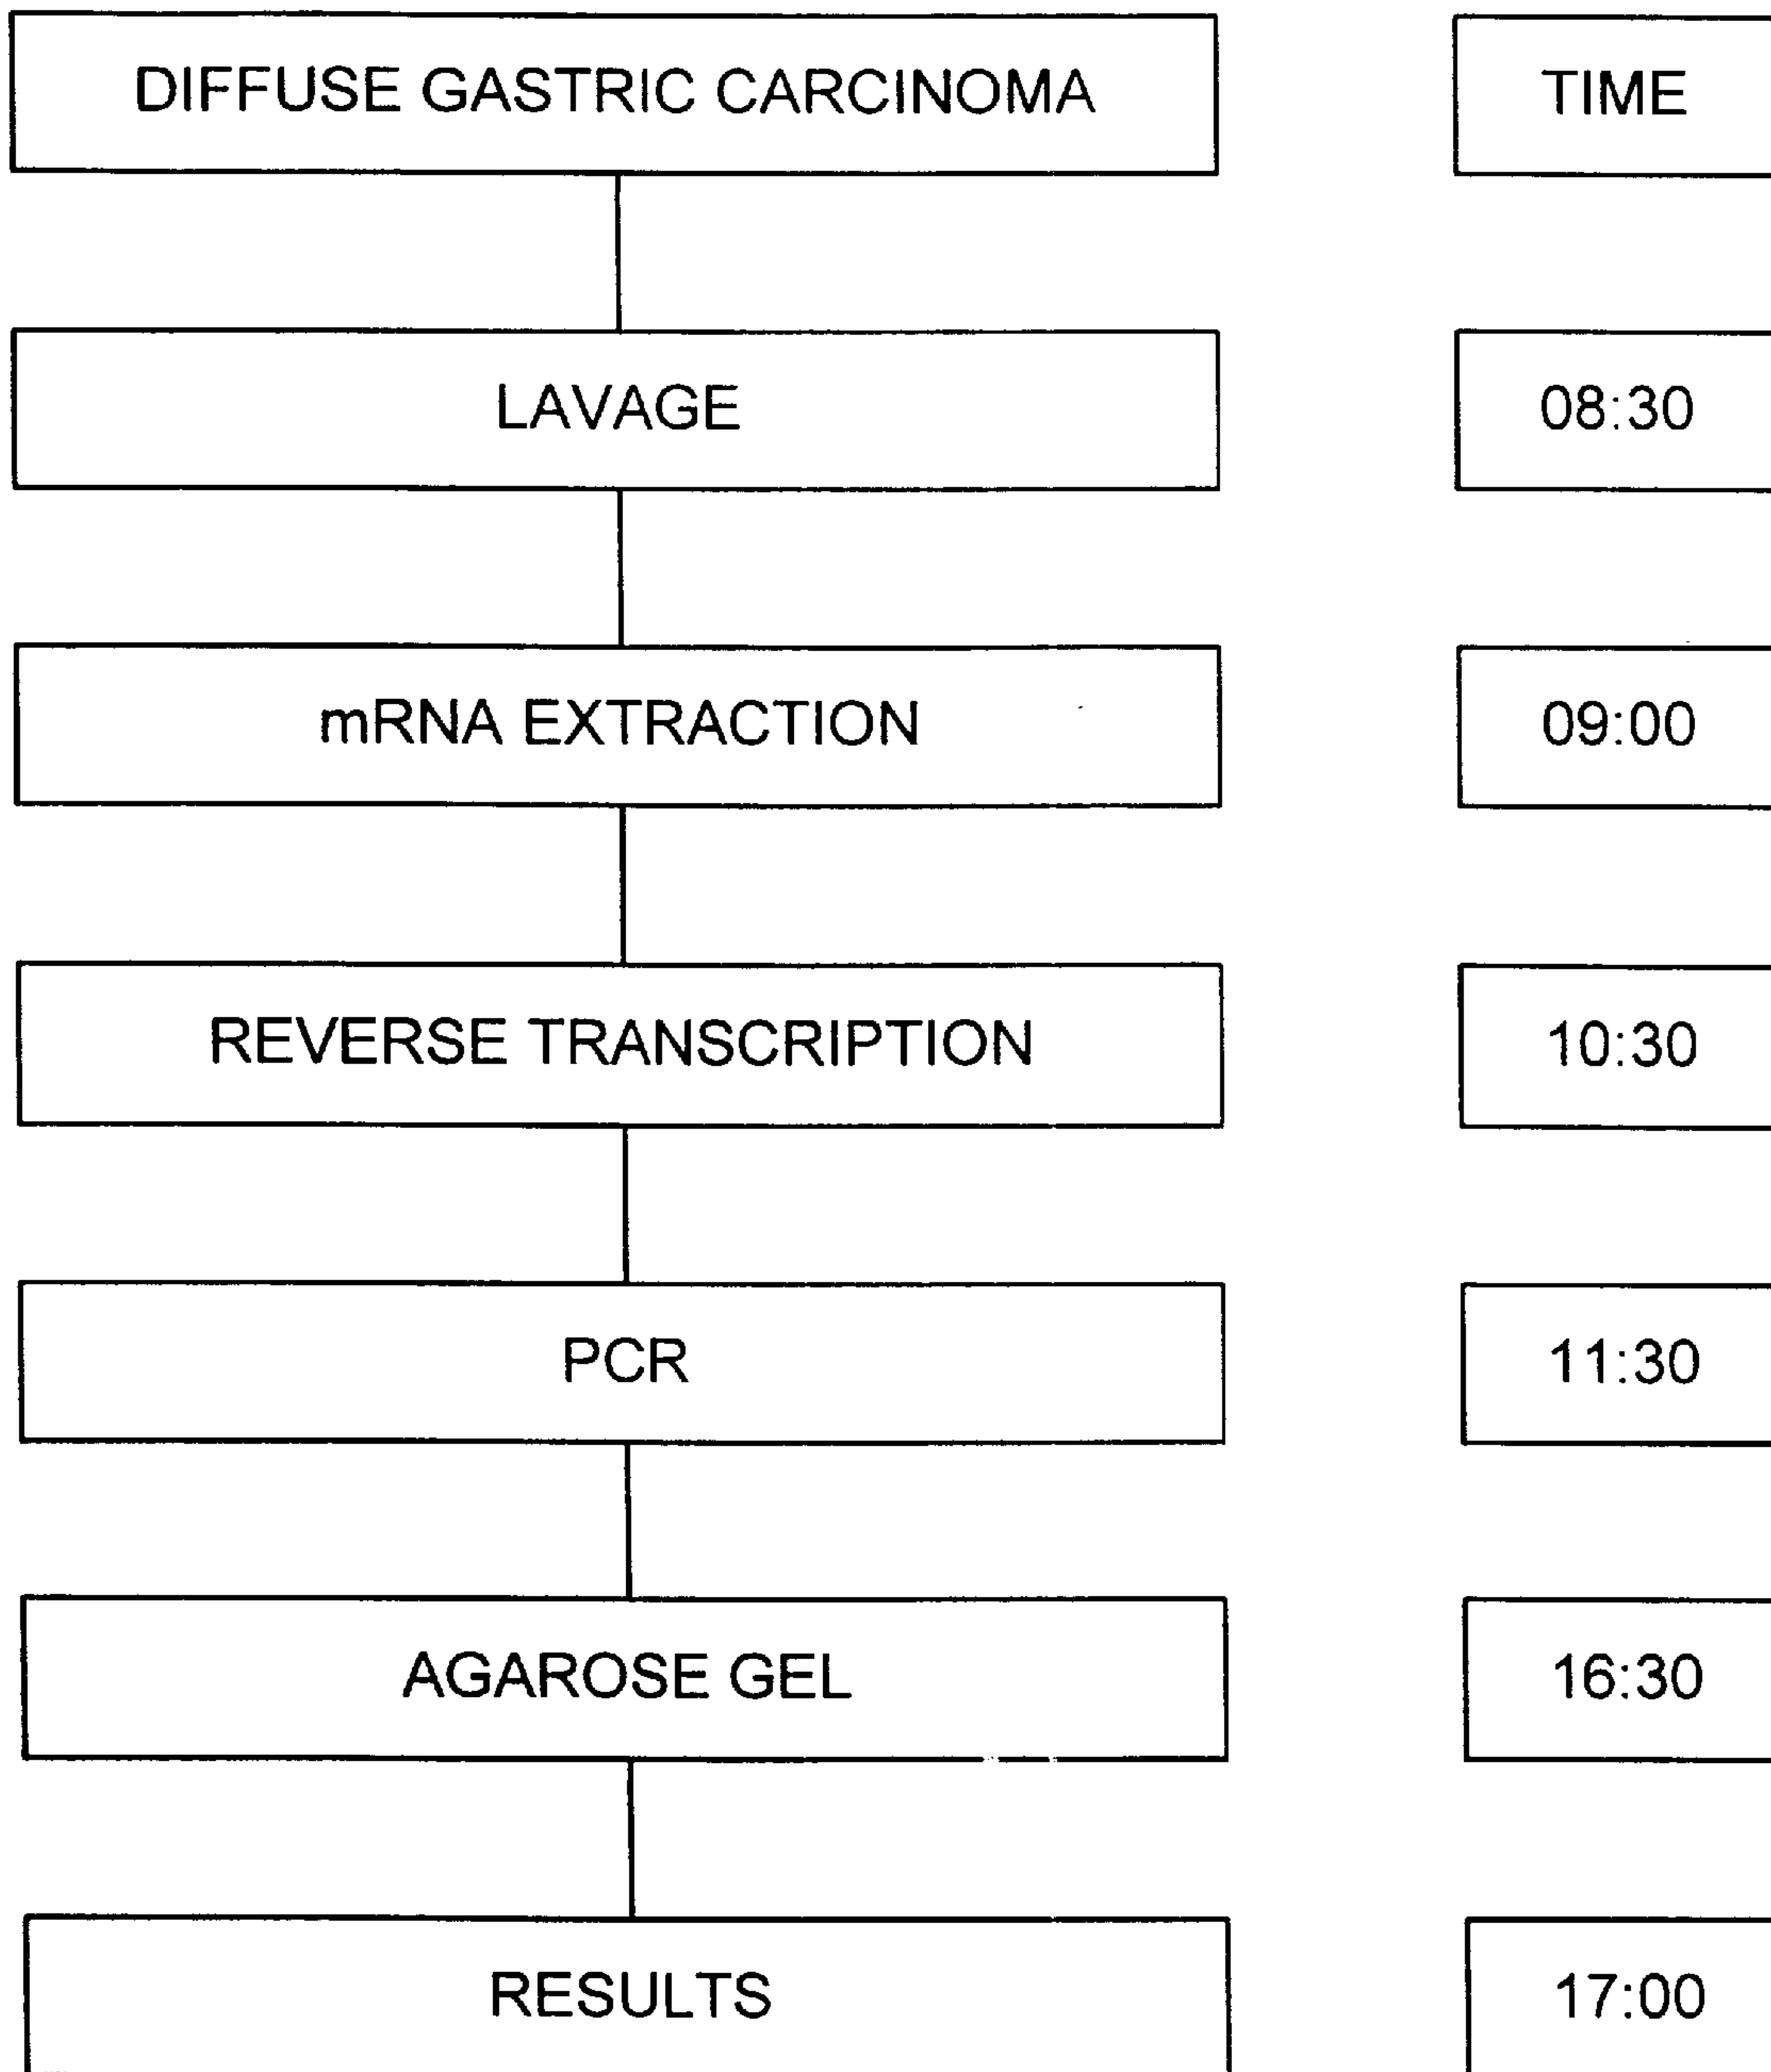 DIFFUSE GASTRIC CARCINOMA TIME
LAVAGE 08:30
mRNA EXTRACTION 09:00
REVERSE TRANSCRIPTION 10:30
PCR 11:30
AGAROSE GEL 16:30
RESULTS 17:00